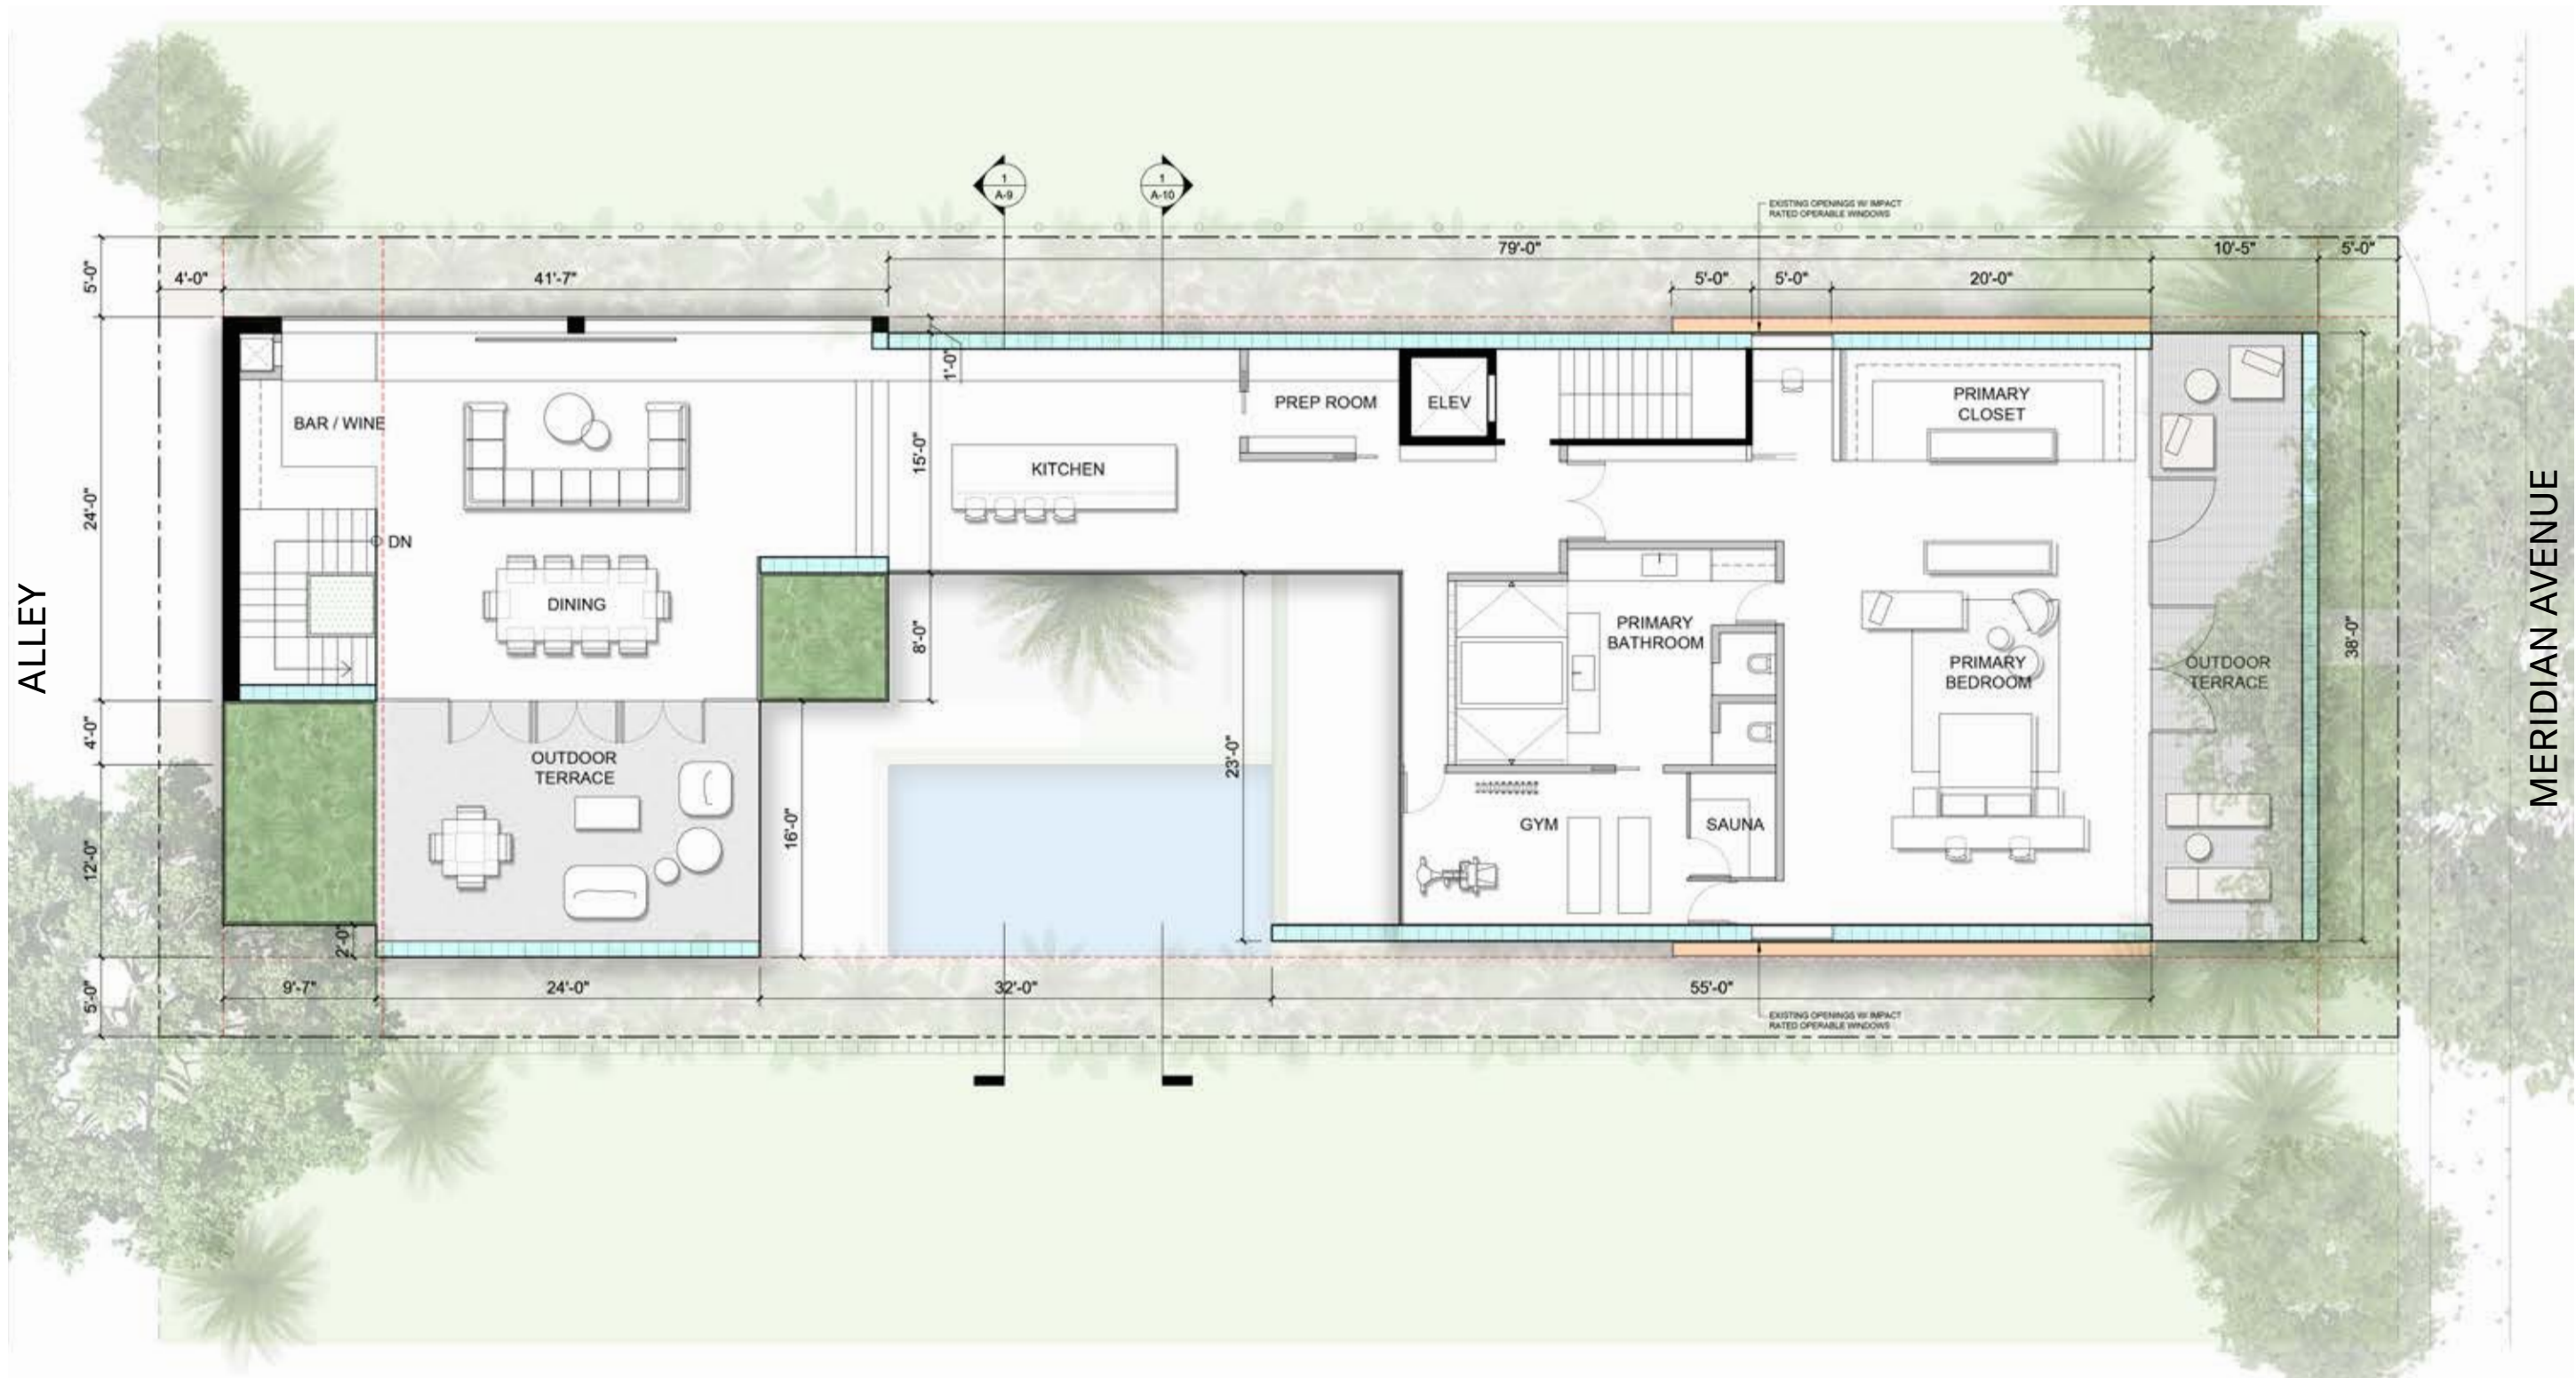 1
A-9
1
A-10
EXISTING OPENINGS W/ IMPACT
RATED OPERABLE WINDOWS
79'-0"
10'-5"
5'-0"
5'-0"
4'-0"
41'-7"
5'-0"
5'-0"
20'-0"
1'-0"
BAR / WINE
PREP ROOM
ELEV
PRIMARY
CLOSET
15'-0"
KITCHEN
24'-0"
DN
DINING
8'-0"
PRIMARY
BATHROOM
PRIMARY
BEDROOM
OUTDOOR
TERRACE
38'-0"
ALLEY
MERIDIAN AVENUE
4'-0"
OUTDOOR
TERRACE
23'-0"
16'-0"
12'-0"
GYM
SAUNA
2'-0"
5'-0"
9'-7"
24'-0"
32'-0"
55'-0"
EXISTING OPENINGS W/ IMPACT
RATED OPERABLE WINDOWS